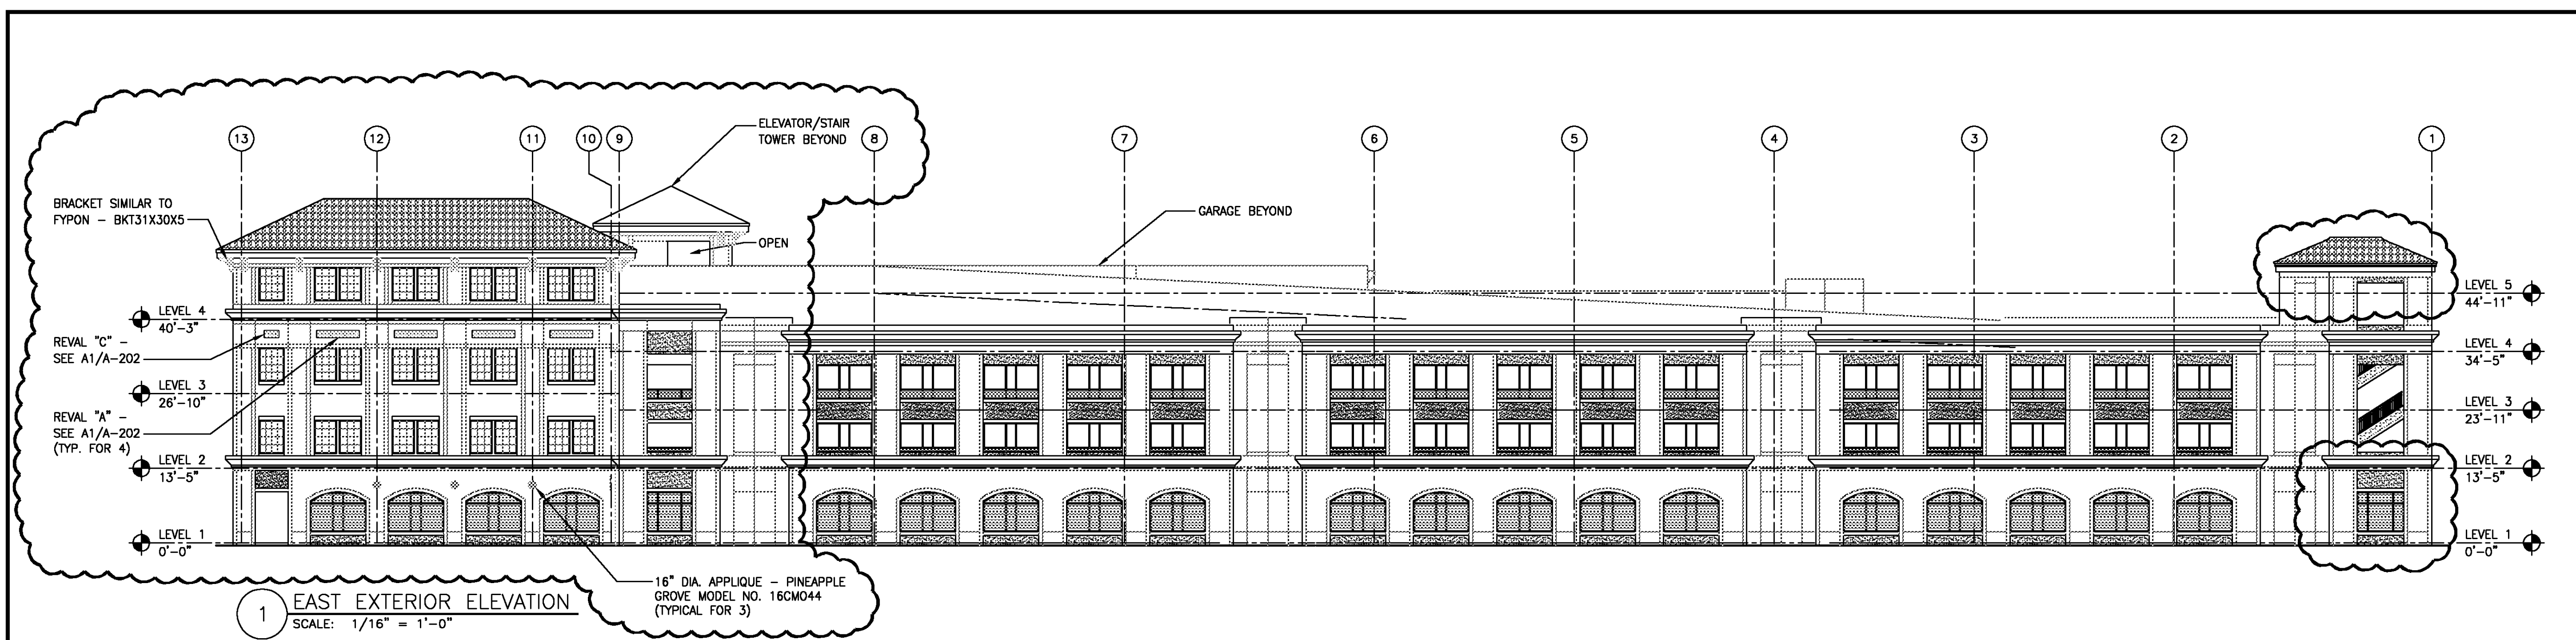 13
12
11
10
9
8
7
6
5
4
3
2
1
ELEVATOR/STAIR
TOWER BEYOND
BRACKET SIMILAR TO
FYPON - BKT31X30X5
GARAGE BEYOND
OPEN
LEVEL 4
40'-3"
REVAL "C" -
SEE A1/A-202
LEVEL 3
26'-10"
REVAL "A" -
SEE A1/A-202
(TYP. FOR 4)
LEVEL 2
13'-5"
LEVEL 1
0'-0"
LEVEL 5
44'-11"
LEVEL 4
34'-5"
LEVEL 3
23'-11"
LEVEL 2
13'-5"
LEVEL 1
0'-0"
16" DIA. APPLIQUE - PINEAPPLE
GROVE MODEL NO. 16CM044
(TYPICAL FOR 3)
1
EAST EXTERIOR ELEVATION
SCALE: 1/16" = 1'-0"